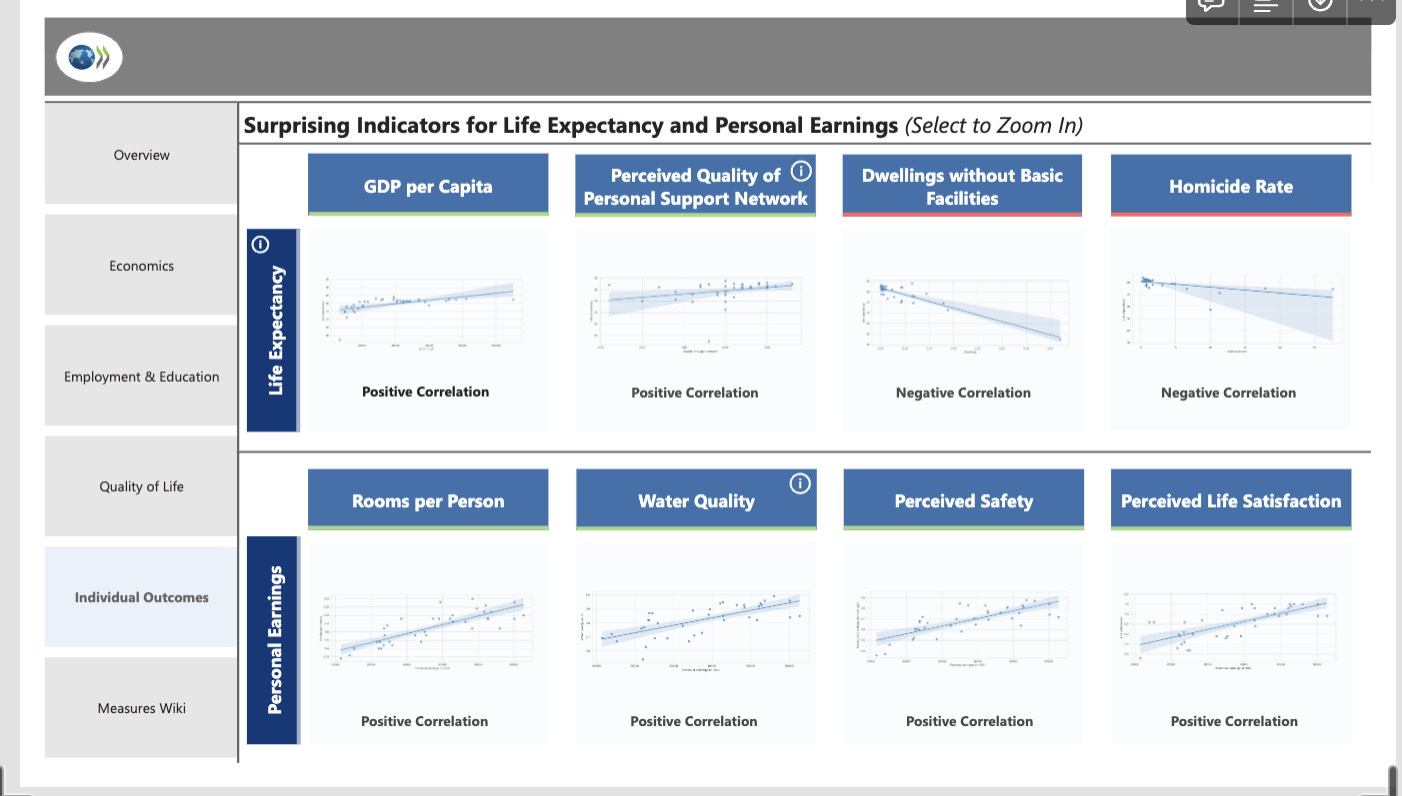 Surprising Indicators for Life Expectancy and Personal Earnings (Select to Zoom In)
Overview
Economics
Employment & Education
Quality of Life
Individual Outcomes
Measures Wiki
Life Expectancy
GDP per Capita
Positive Correlation
Perceived Quality of
Personal Support Network
Positive Correlation
Dwellings without Basic
Facilities
Negative Correlation
Homicide Rate
Negative Correlation
Personal Earnings
Rooms per Person
Positive Correlation
Water Quality
Positive Correlation
Perceived Safety
Positive Correlation
Perceived Life Satisfaction
Positive Correlation